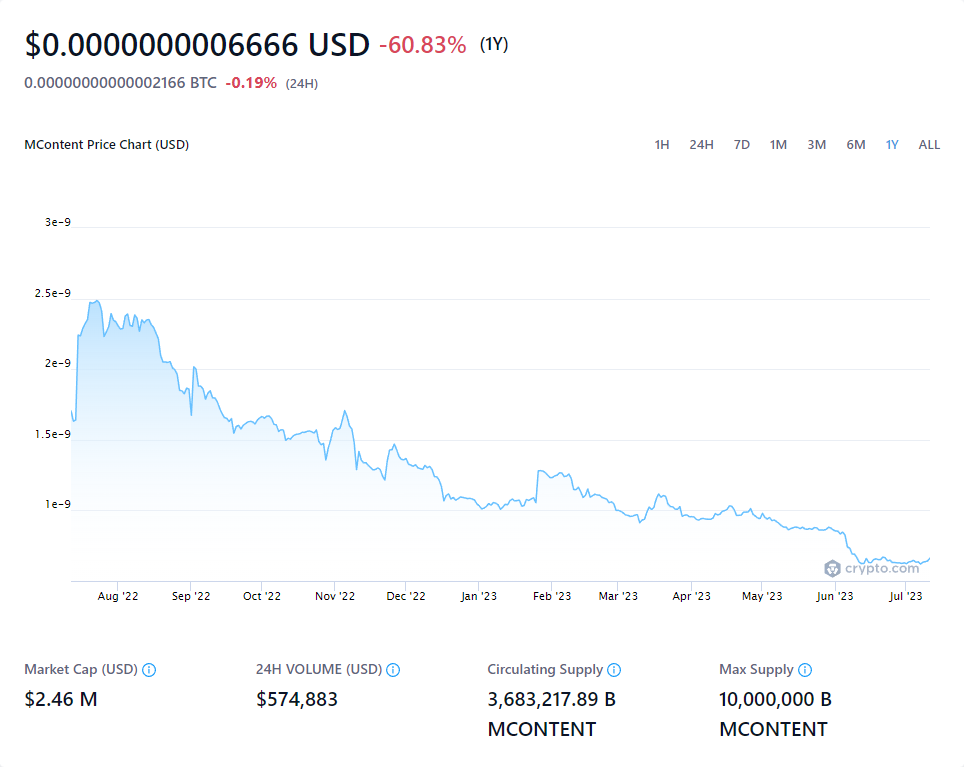 $0.0000000006666 USD -60.83% (1Y)
0.00000000000002166 BTC -0.19% (24H)
MContent Price Chart (USD) 1H 24H 7D 1M 3M 6M 1Y ALL
3e-9
2.5e-9
2e-9
1.5e-9
1e-9
crypto.com
Aug '22 Sep '22 Oct '22 Nov '22 Dec '22 Jan '23 Feb '23 Mar '23 Apr '23 May '23 Jun '23 Jul '23
Market Cap (USD) 24H VOLUME (USD) Circulating Supply Max Supply
$2.46 M $574,883 3,683,217.89 B 10,000,000 B
MCONTENT MCONTENT